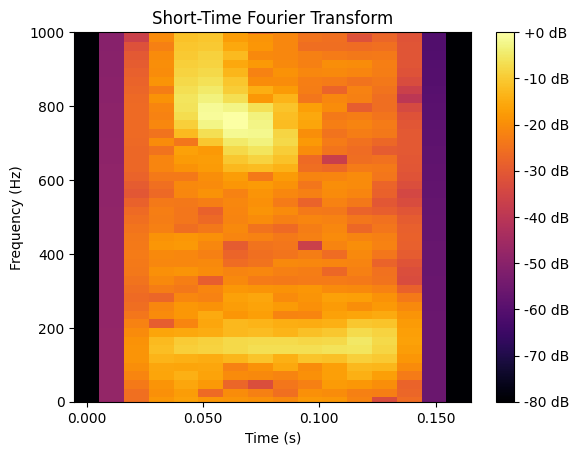 Short-Time Fourier Transform
Frequency (Hz)
1000
800
600
400
200
0
0.000
0.050
0.100
0.150
Time (s)
+0 dB
-10 dB
-20 dB
-30 dB
-40 dB
-50 dB
-60 dB
-70 dB
-80 dB